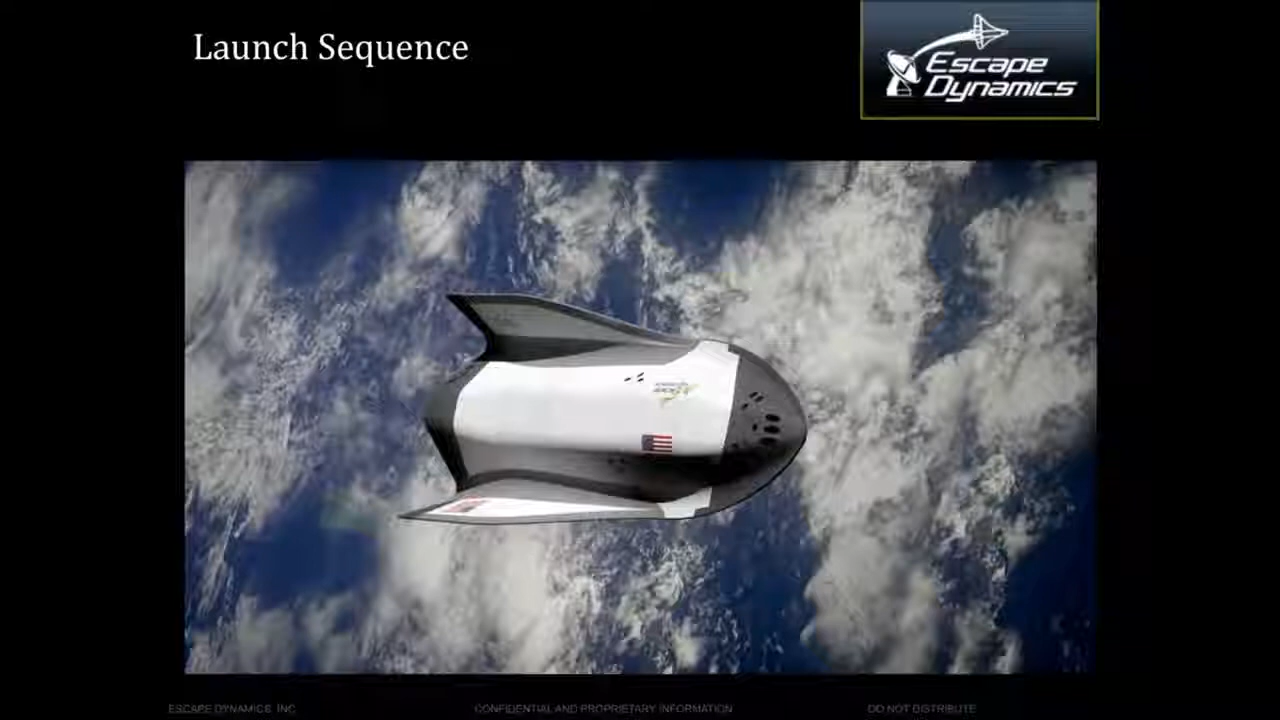 Launch Sequence
Escape
Dynamics
ESCAPE DYNAMICS, INC
CONFIDENTIAL AND PROPRIETARY INFORMATION
DO NOT DISTRIBUTE